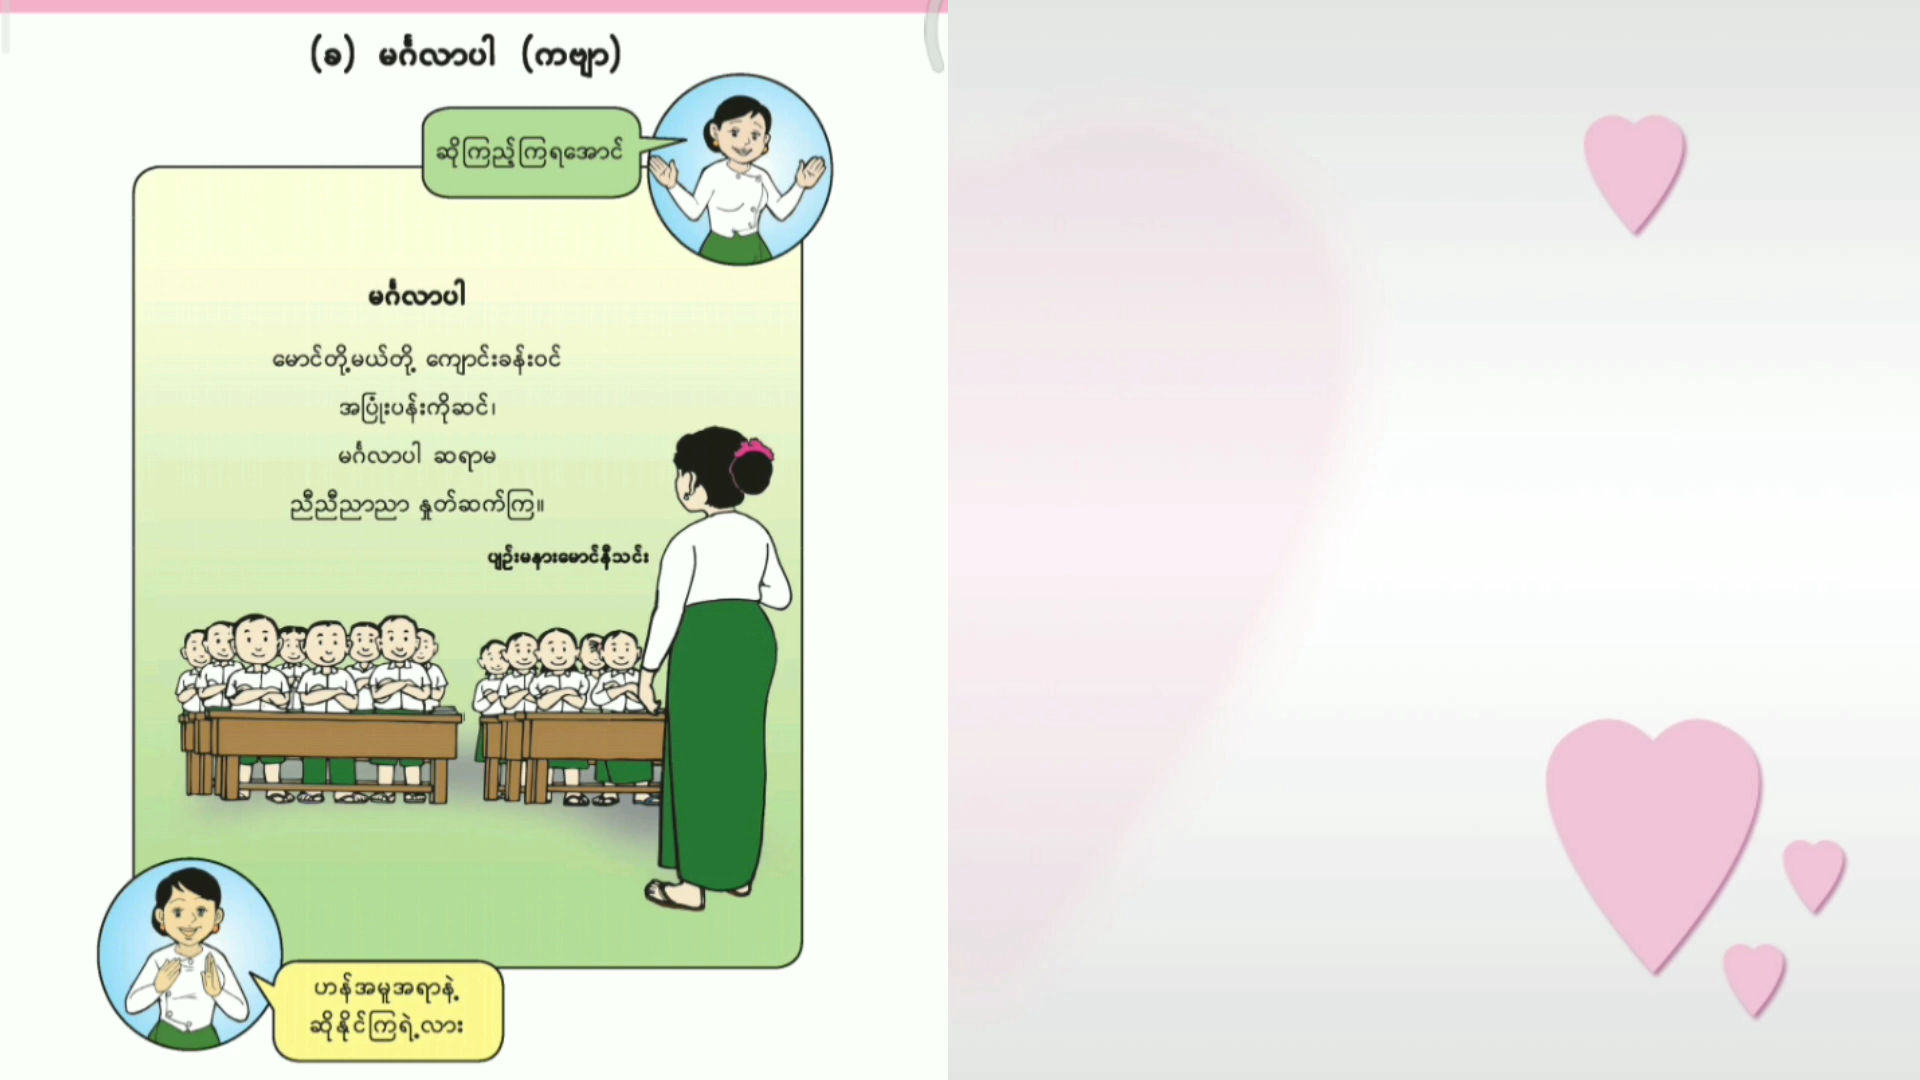 (ခ) မင်္ဂလာပါ (ကဗျာ)
ဆိုကြည့်ကြရအောင်
မင်္ဂလာပါ
မောင်တို့မယ်တို့ ကျောင်းခန်းဝင်
အပြုံးပန်းကိုဆင်၊
မင်္ဂလာပါ ဆရာမ
ညီညီညာညာ နှုတ်ဆက်ကြ။
ပျဉ်းမနားမောင်နီသင်း
ဟန်အမူအရာနဲ့
ဆိုနိုင်ကြရဲ့လား